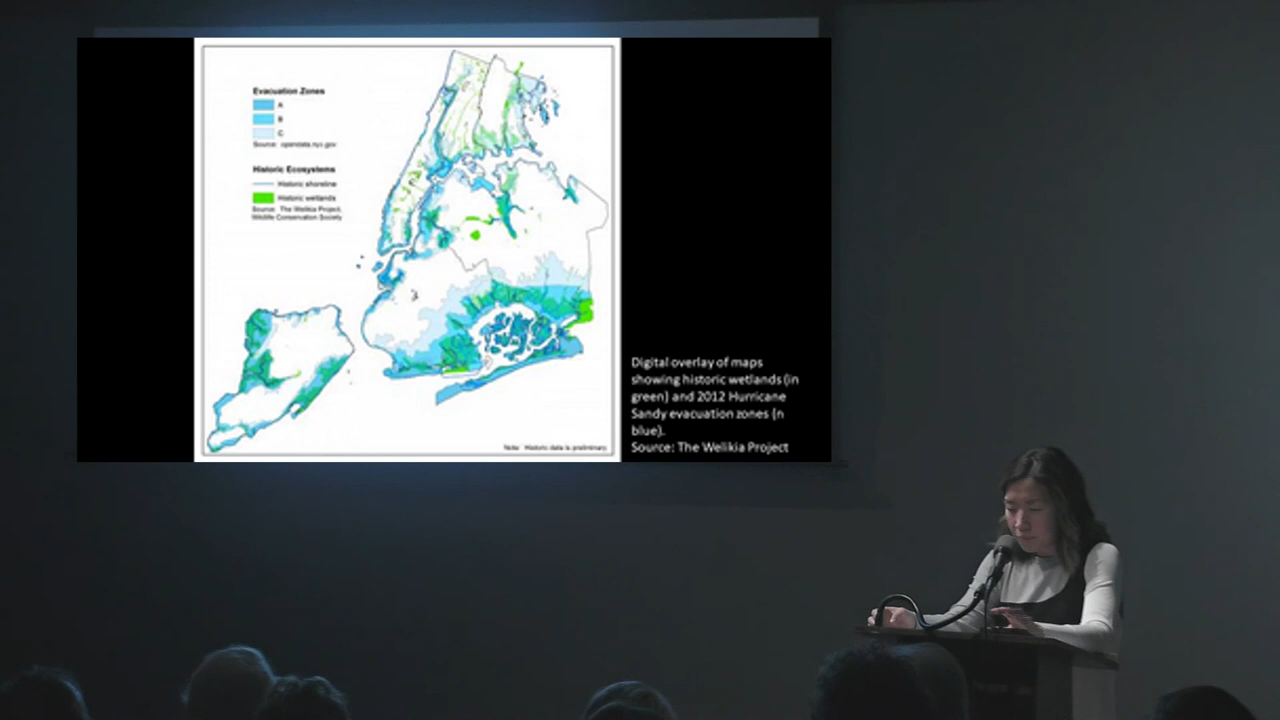 Evacuation Zones
A
B
C
Source: opendata.nyc.gov
Historic Ecosystems
Historic shoreline
Historic wetlands
Source: The Welikia Project,
Wildlife Conservation Society
Note: Historic data is preliminary
Digital overlay of maps
showing historic wetlands (in
green) and 2012 Hurricane
Sandy evacuation zones (n
blue).
Source: The Welikia Project